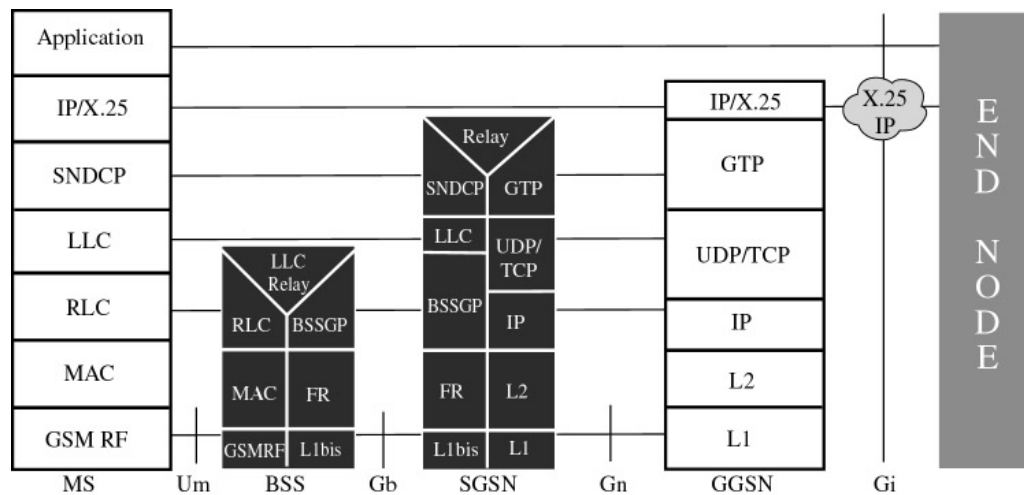 Application
IP/X.25
SNDCP
LLC
RLC
MAC
GSM RF
MS
Um
LLC
Relay
RLC
BSSGP
MAC
FR
GSMRF
L1bis
BSS
Gb
Relay
SNDCP
GTP
LLC
UDP/
TCP
BSSGP
IP
FR
L2
L1bis
L1
SGSN
Gn
IP/X.25
GTP
UDP/TCP
IP
L2
L1
GGSN
X.25
IP
Gi
END NODE